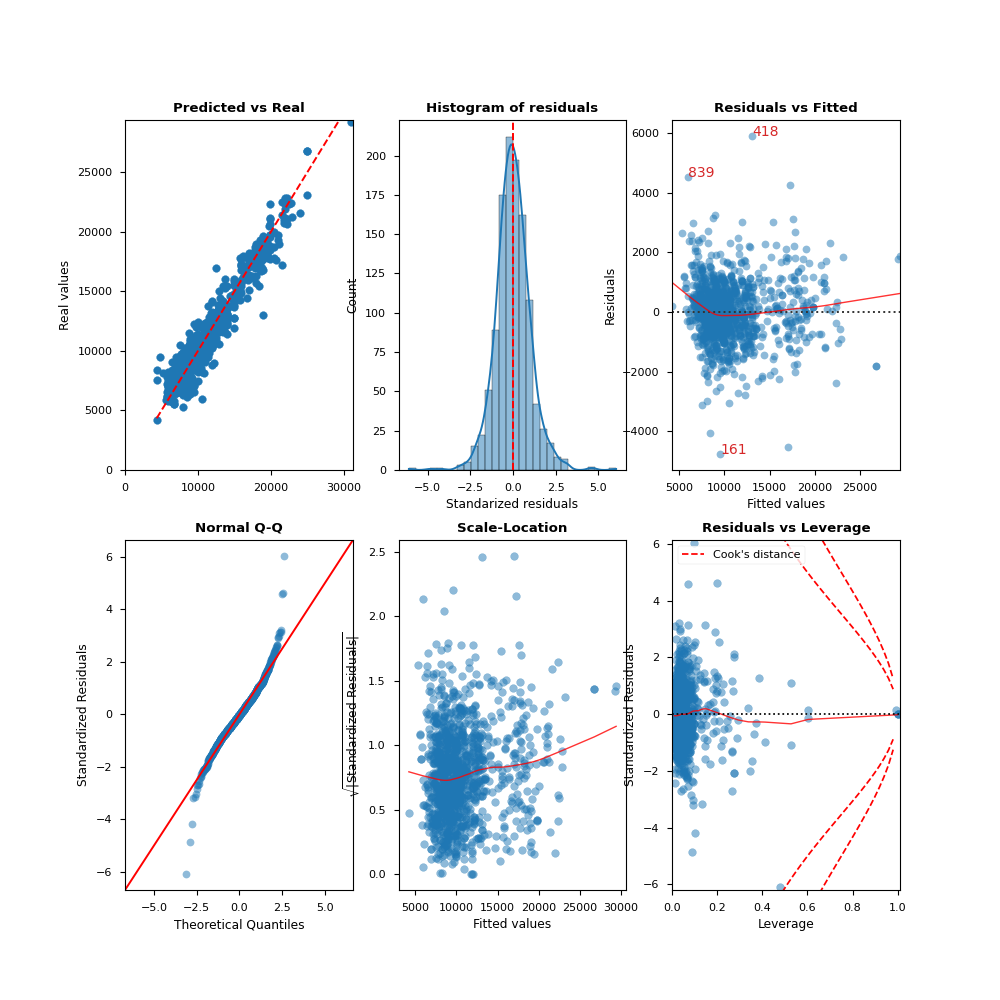 Predicted vs Real
Real values
25000
20000
15000
10000
5000
0
0 10000 20000 30000
Histogram of residuals
Count
200
175
150
125
100
75
50
25
0
−5.0 −2.5 0.0 2.5 5.0
Standarized residuals
Residuals vs Fitted
Residuals
6000
4000
2000
0
−2000
−4000
418
839
161
5000 10000 15000 20000 25000
Fitted values
Normal Q-Q
Standardized Residuals
6
4
2
0
−2
−4
−6
−5.0 −2.5 0.0 2.5 5.0
Theoretical Quantiles
Scale-Location
√|Standardized Residuals|
2.5
2.0
1.5
1.0
0.5
0.0
5000 10000 15000 20000 25000 30000
Fitted values
Residuals vs Leverage
Standardized Residuals
Cook's distance
6
4
2
0
−2
−4
−6
0.0 0.2 0.4 0.6 0.8 1.0
Leverage